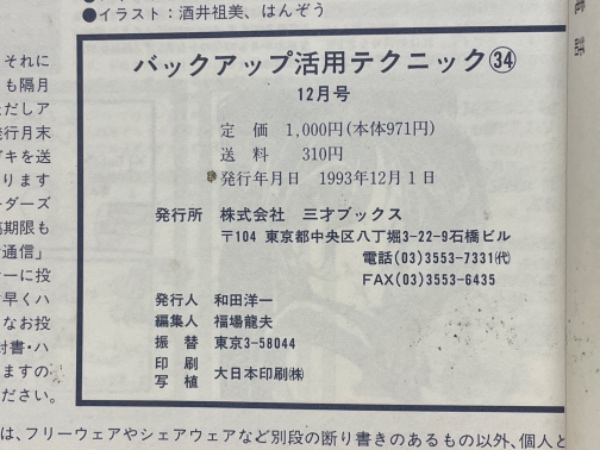 ●イラスト：酒井祖美、はんぞう
それに
も隔月
ただしア
発行月末
ガキを送
ります
ーダーズ
期限も
通信」
ーに投
早くハ
なお投
封書・ハ
ますの
ださい。
バックアップ活用テクニック㉞
12月号
定 価 1,000円(本体971円)
送 料 310円
発行年月日 1993年12月1日
発行所 株式会社 三才ブックス
〒104 東京都中央区八丁堀3-22-9石橋ビル
電話(03)3553-7331㈹
FAX(03)3553-6435
発行人 和田洋一
編集人 福場龍夫
振 替 東京3-58044
印 刷
写 植 大日本印刷㈱
は、フリーウェアやシェアウェアなど別段の断り書きのあるもの以外、個人と
話